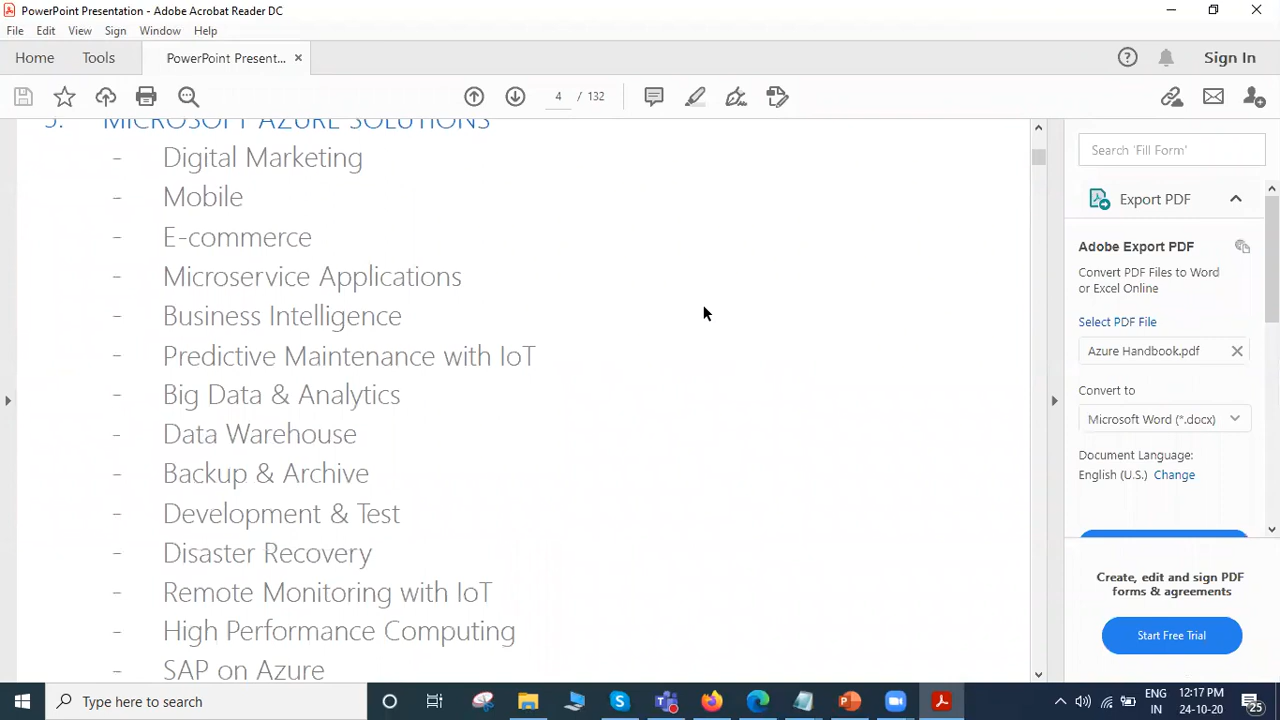 PowerPoint Presentation - Adobe Acrobat Reader DC
File Edit View Sign Window Help
Home Tools PowerPoint Present... Sign In
4 / 132
MICROSOFT AZURE SOLUTIONS
- Digital Marketing
- Mobile
- E-commerce
- Microservice Applications
- Business Intelligence
- Predictive Maintenance with IoT
- Big Data & Analytics
- Data Warehouse
- Backup & Archive
- Development & Test
- Disaster Recovery
- Remote Monitoring with IoT
- High Performance Computing
- SAP on Azure
Search 'Fill Form'
Export PDF
Adobe Export PDF
Convert PDF Files to Word
or Excel Online
Select PDF File
Azure Handbook.pdf
Convert to
Microsoft Word (*.docx)
Document Language:
English (U.S.) Change
Create, edit and sign PDF
forms & agreements
Start Free Trial
Type here to search
ENG
IN
12:17 PM
24-10-20
25